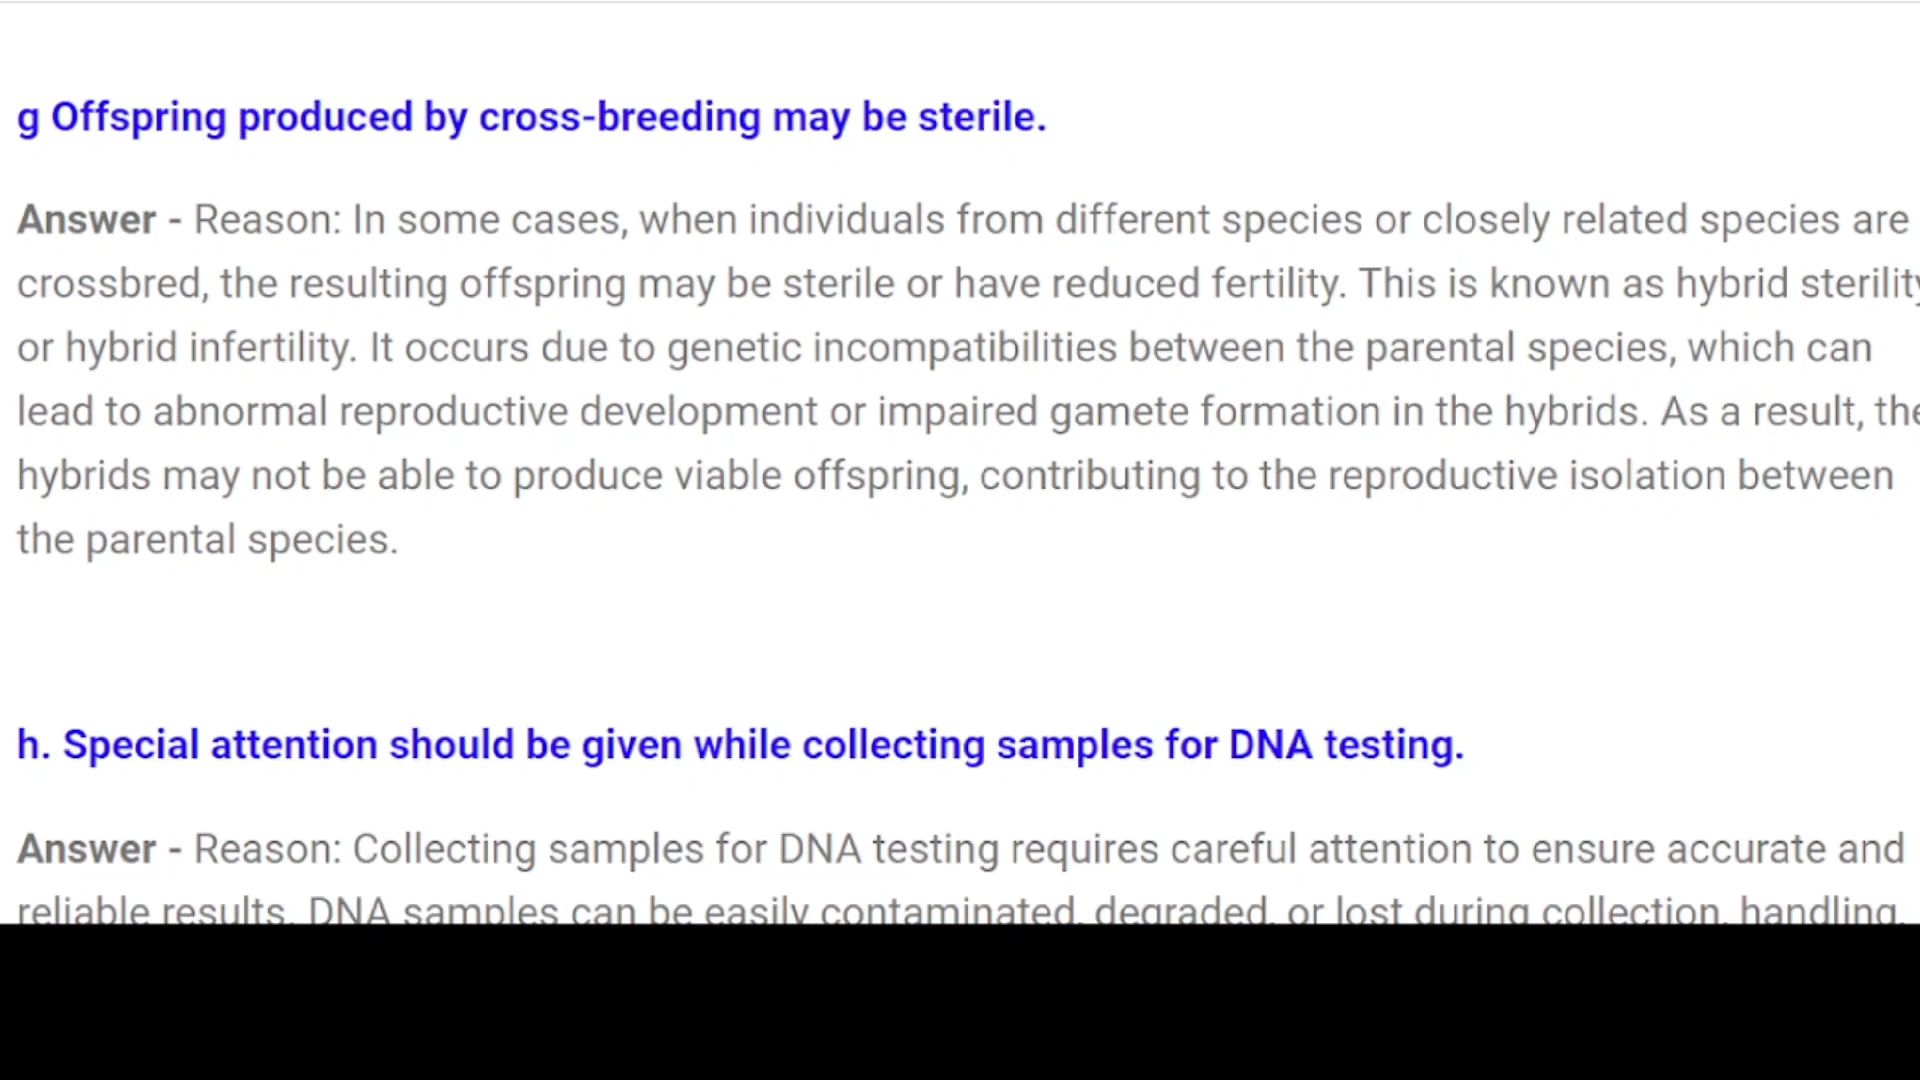 g Offspring produced by cross-breeding may be sterile.
Answer - Reason: In some cases, when individuals from different species or closely related species are
crossbred, the resulting offspring may be sterile or have reduced fertility. This is known as hybrid sterility
or hybrid infertility. It occurs due to genetic incompatibilities between the parental species, which can
lead to abnormal reproductive development or impaired gamete formation in the hybrids. As a result, the
hybrids may not be able to produce viable offspring, contributing to the reproductive isolation between
the parental species.
h. Special attention should be given while collecting samples for DNA testing.
Answer - Reason: Collecting samples for DNA testing requires careful attention to ensure accurate and
reliable results. DNA samples can be easily contaminated, degraded, or lost during collection, handling,